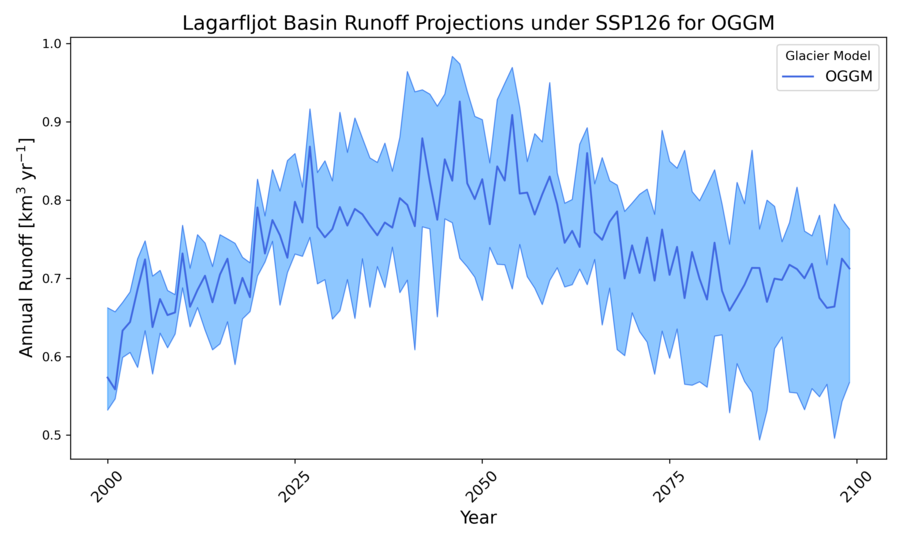 Lagarfljot Basin Runoff Projections under SSP126 for OGGM
Glacier Model
OGGM
Annual Runoff [km³ yr⁻¹]
1.0
0.9
0.8
0.7
0.6
0.5
2000
2025
2050
2075
2100
Year